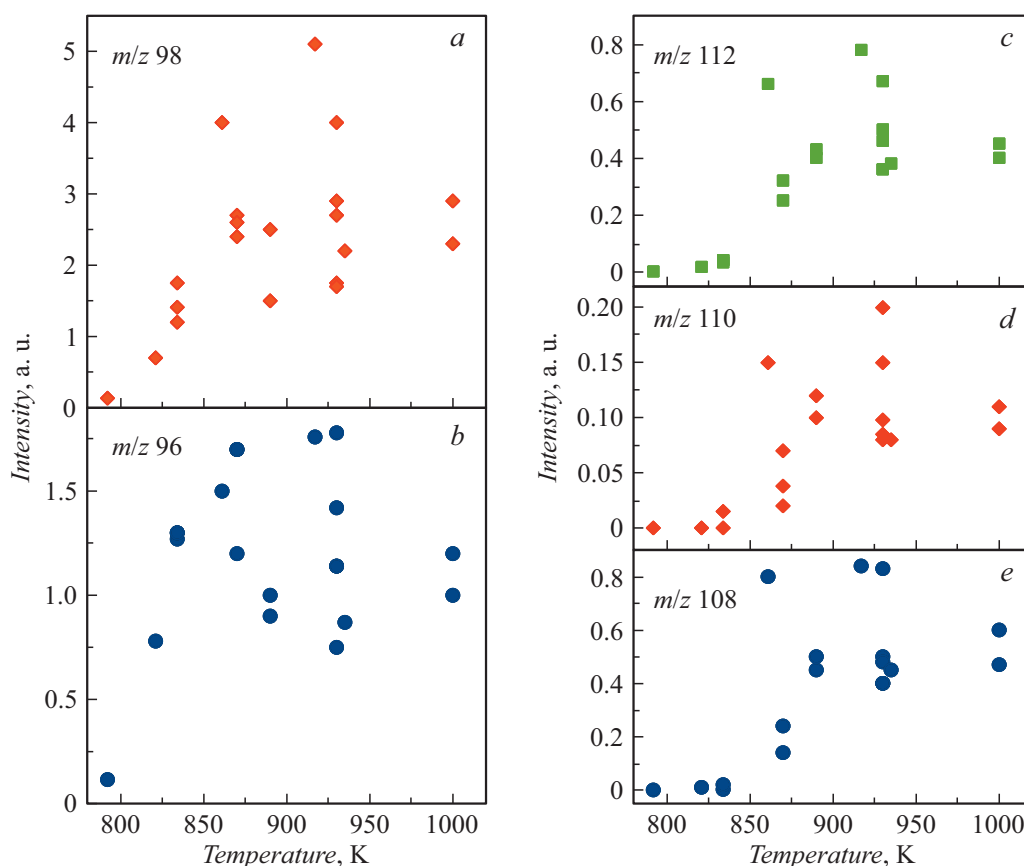 a
m/z 98
5
4
3
2
1
0
Intensity, a. u.
b
m/z 96
1.5
1.0
0.5
0
800 850 900 950 1000
Temperature, K
c
m/z 112
0.8
0.6
0.4
0.2
0
Intensity, a. u.
d
m/z 110
0.20
0.15
0.10
0.05
0
e
m/z 108
0.8
0.6
0.4
0.2
0
800 850 900 950 1000
Temperature, K